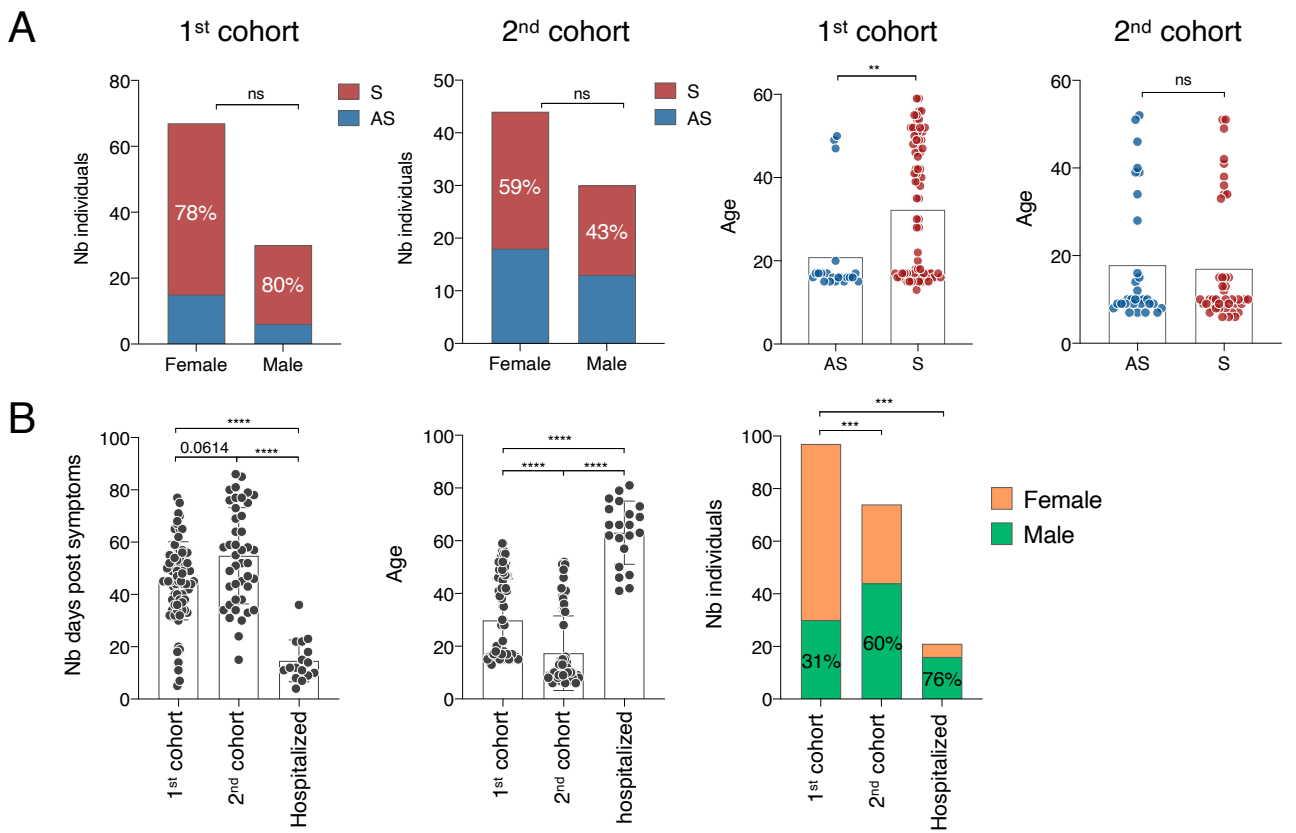 A
1st cohort
2nd cohort
1st cohort
2nd cohort
80
60
40
20
0
Nb individuals
ns
S
AS
78%
80%
Female
Male
50
40
30
20
10
0
Nb individuals
ns
S
AS
59%
43%
Female
Male
60
40
20
0
Age
**
AS
S
60
40
20
0
Age
ns
AS
S
B
100
80
60
40
20
0
Nb days post symptoms
****
0.0614
****
1st cohort
2nd cohort
Hospitalized
100
80
60
40
20
0
Age
****
****
****
1st cohort
2nd cohort
hospitalized
100
80
60
40
20
0
Nb individuals
***
***
31%
60%
76%
1st cohort
2nd cohort
Hospitalized
Female
Male